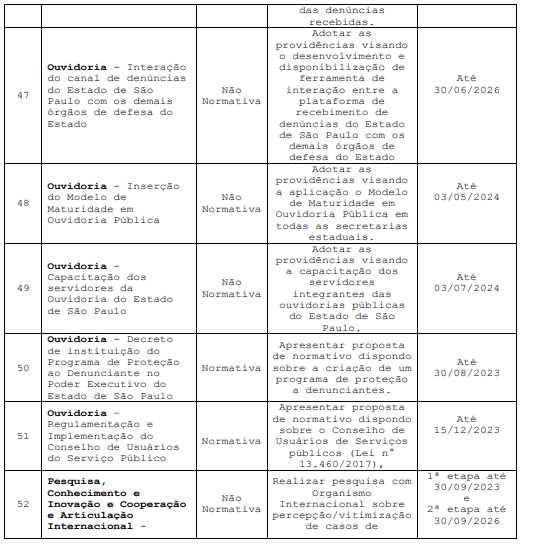 das denúncias
recebidas.
47
Ouvidoria – Interação
do canal de denúncias
do Estado de São
Paulo com os demais
órgãos de defesa do
Estado
Não
Normativa
Adotar as
providências visando
o desenvolvimento e
disponibilização de
ferramenta de
interação entre a
plataforma de
recebimento de
denúncias do Estado
de São Paulo com os
demais órgãos de
defesa do Estado
Até
30/06/2026
48
Ouvidoria – Inserção
do Modelo de
Maturidade em
Ouvidoria Pública
Não
Normativa
Adotar as
providências visando
a aplicação o Modelo
de Maturidade em
Ouvidoria Pública em
todas as secretarias
estaduais.
Até
03/05/2024
49
Ouvidoria –
Capacitação dos
servidores da
Ouvidoria do Estado
de São Paulo
Não
Normativa
Adotar as
providências visando
a capacitação dos
servidores
integrantes das
ouvidorias públicas
do Estado de São
Paulo.
Até
03/07/2024
50
Ouvidoria – Decreto
de instituição do
Programa de Proteção
ao Denunciante no
Poder Executivo do
Estado de São Paulo
Normativa
Apresentar proposta
de normativo dispondo
sobre a criação de um
programa de proteção
a denunciantes.
Até
30/08/2023
51
Ouvidoria –
Regulamentação e
Implementação do
Conselho de Usuários
do Serviço Público
Normativa
Apresentar proposta
de normativo dispondo
sobre o Conselho de
Usuários de Serviços
públicos (Lei n°
13.460/2017),
Até
15/12/2023
52
Pesquisa,
Conhecimento e
Inovação e Cooperação
e Articulação
Internacional –
Não
Normativa
Realizar pesquisa com
Organismo
Internacional sobre
percepção/vitimização
de casos de
1ª etapa até
30/09/2023
e
2ª etapa até
30/09/2026